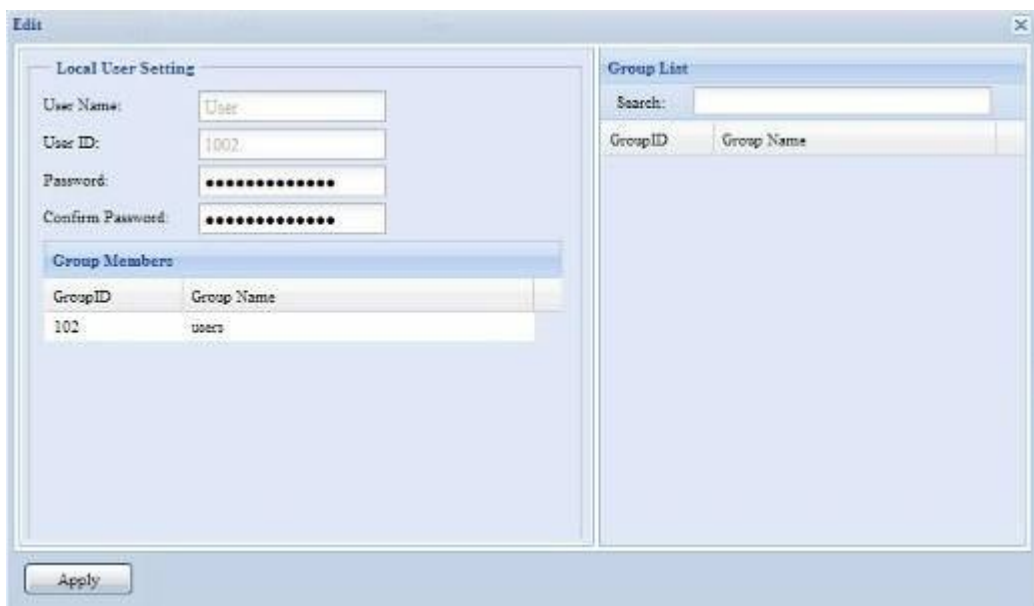 Edit
Local User Setting
User Name: User
User ID: 1002
Password: •••••••••••••
Confirm Password: •••••••••••••
Group Members
GroupID Group Name
102 users
Group List
Search:
GroupID Group Name
Apply